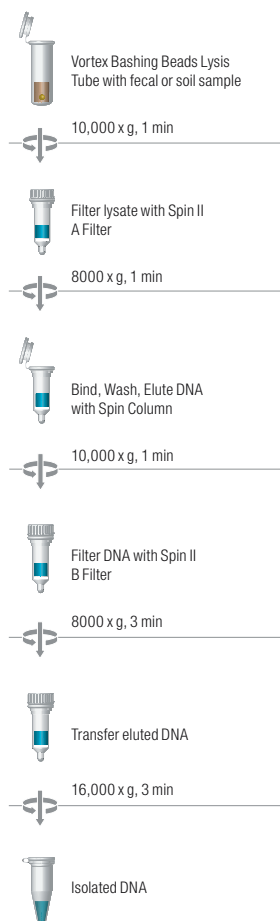 Vortex Bashing Beads Lysis
Tube with fecal or soil sample
10,000 x g, 1 min
Filter lysate with Spin II
A Filter
8000 x g, 1 min
Bind, Wash, Elute DNA
with Spin Column
10,000 x g, 1 min
Filter DNA with Spin II
B Filter
8000 x g, 3 min
Transfer eluted DNA
16,000 x g, 3 min
Isolated DNA